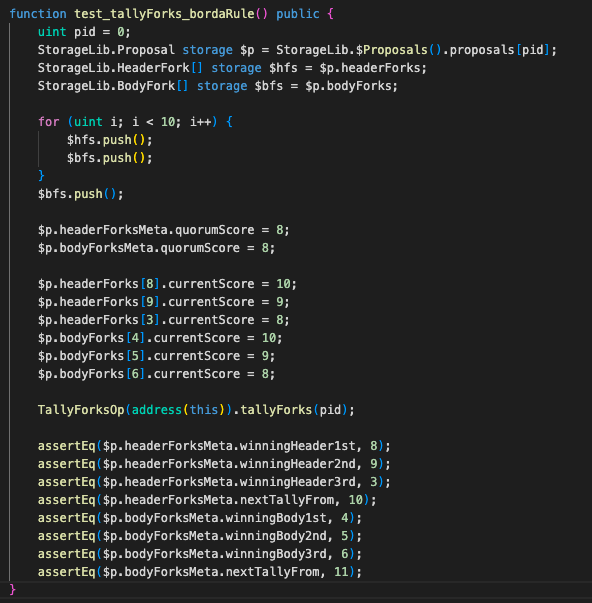 function test_tallyForks_bordaRule() public {
    uint pid = 0;
    StorageLib.Proposal storage $p = StorageLib.$Proposals().proposals[pid];
    StorageLib.HeaderFork[] storage $hfs = $p.headerForks;
    StorageLib.BodyFork[] storage $bfs = $p.bodyForks;

    for (uint i; i < 10; i++) {
        $hfs.push();
        $bfs.push();
    }
    $bfs.push();

    $p.headerForksMeta.quorumScore = 8;
    $p.bodyForksMeta.quorumScore = 8;

    $p.headerForks[8].currentScore = 10;
    $p.headerForks[9].currentScore = 9;
    $p.headerForks[3].currentScore = 8;
    $p.bodyForks[4].currentScore = 10;
    $p.bodyForks[5].currentScore = 9;
    $p.bodyForks[6].currentScore = 8;

    TallyForksOp(address(this)).tallyForks(pid);

    assertEq($p.headerForksMeta.winningHeader1st, 8);
    assertEq($p.headerForksMeta.winningHeader2nd, 9);
    assertEq($p.headerForksMeta.winningHeader3rd, 3);
    assertEq($p.headerForksMeta.nextTallyFrom, 10);
    assertEq($p.bodyForksMeta.winningBody1st, 4);
    assertEq($p.bodyForksMeta.winningBody2nd, 5);
    assertEq($p.bodyForksMeta.winningBody3rd, 6);
    assertEq($p.bodyForksMeta.nextTallyFrom, 11);
}